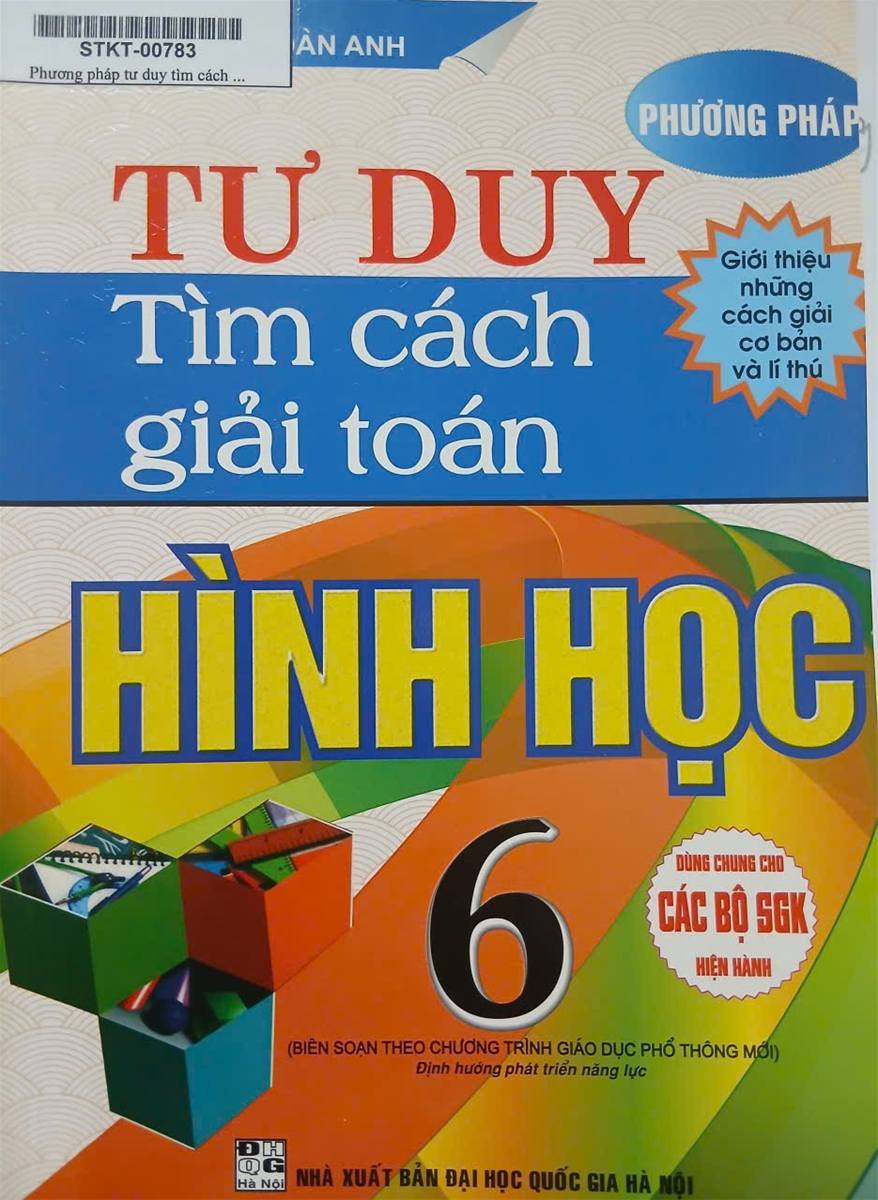 STKT-00783
Phương pháp tư duy tìm cách ...
ANH
PHƯƠNG PHÁP
TƯ DUY
Tìm cách
giải toán
Giới thiệu
những
cách giải
cơ bản
và lí thú
HÌNH HỌC
6
DÙNG CHUNG CHO
CÁC BỘ SGK
HIỆN HÀNH
(BIÊN SOẠN THEO CHƯƠNG TRÌNH GIÁO DỤC PHỔ THÔNG MỚI)
Định hướng phát triển năng lực
ĐH
QG
Hà Nội
NHÀ XUẤT BẢN ĐẠI HỌC QUỐC GIA HÀ NỘI